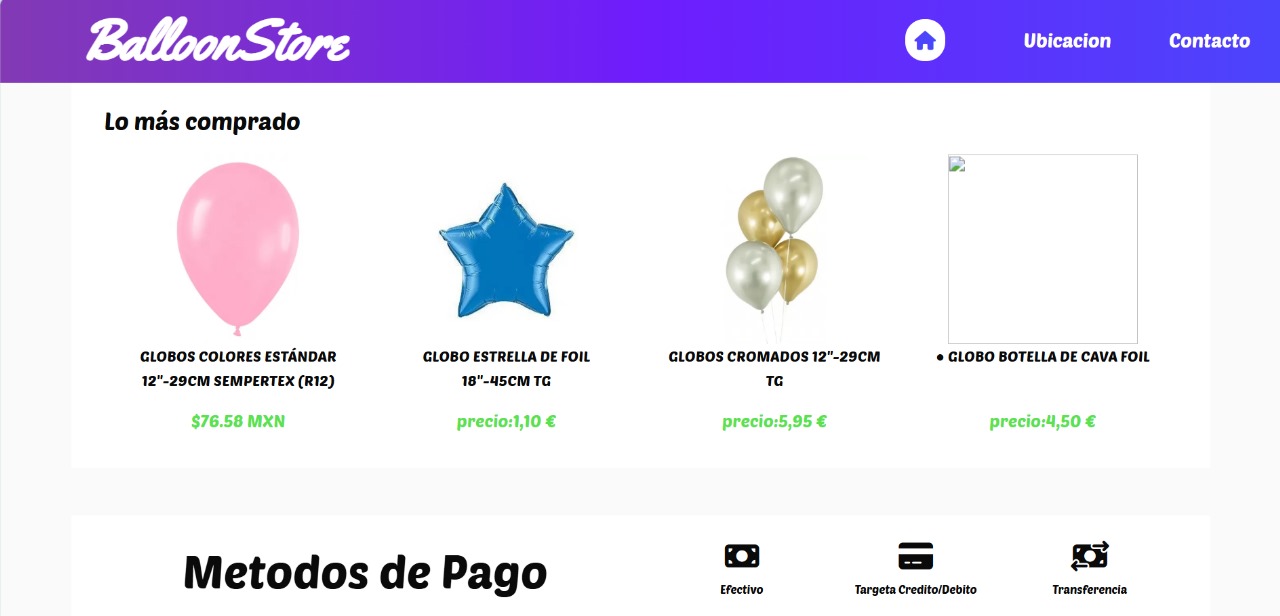 BalloonStore
Ubicacion
Contacto
Lo más comprado
GLOBOS COLORES ESTÁNDAR
12"-29CM SEMPERTEX (R12)
$76.58 MXN
GLOBO ESTRELLA DE FOIL
18"-45CM TG
precio:1,10 €
GLOBOS CROMADOS 12"-29CM
TG
precio:5,95 €
● GLOBO BOTELLA DE CAVA FOIL
precio:4,50 €
Metodos de Pago
Efectivo
Targeta Credito/Debito
Transferencia